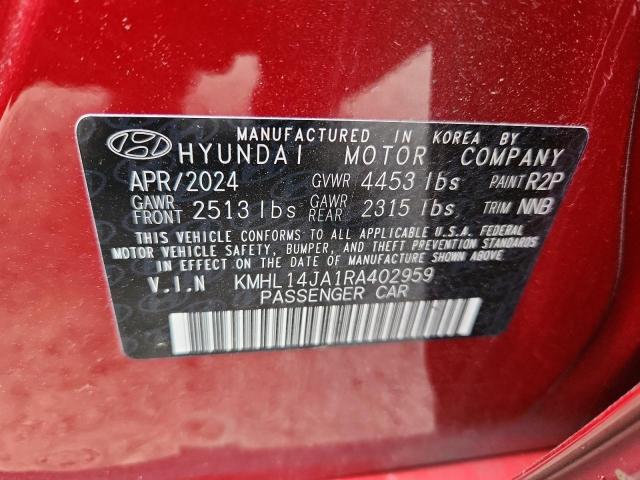 MANUFACTURED IN KOREA BY
HYUNDAI MOTOR COMPANY
APR/2024 GVWR 4453 lbs PAINT R2P
GAWR FRONT 2513 lbs GAWR REAR 2315 lbs TRIM NNB
THIS VEHICLE CONFORMS TO ALL APPLICABLE U.S.A. FEDERAL
MOTOR VEHICLE SAFETY, BUMPER, AND THEFT PREVENTION STANDARDS
IN EFFECT ON THE DATE OF MANUFACTURE SHOWN ABOVE.
V.I.N KMHL14JA1RA402959
PASSENGER CAR